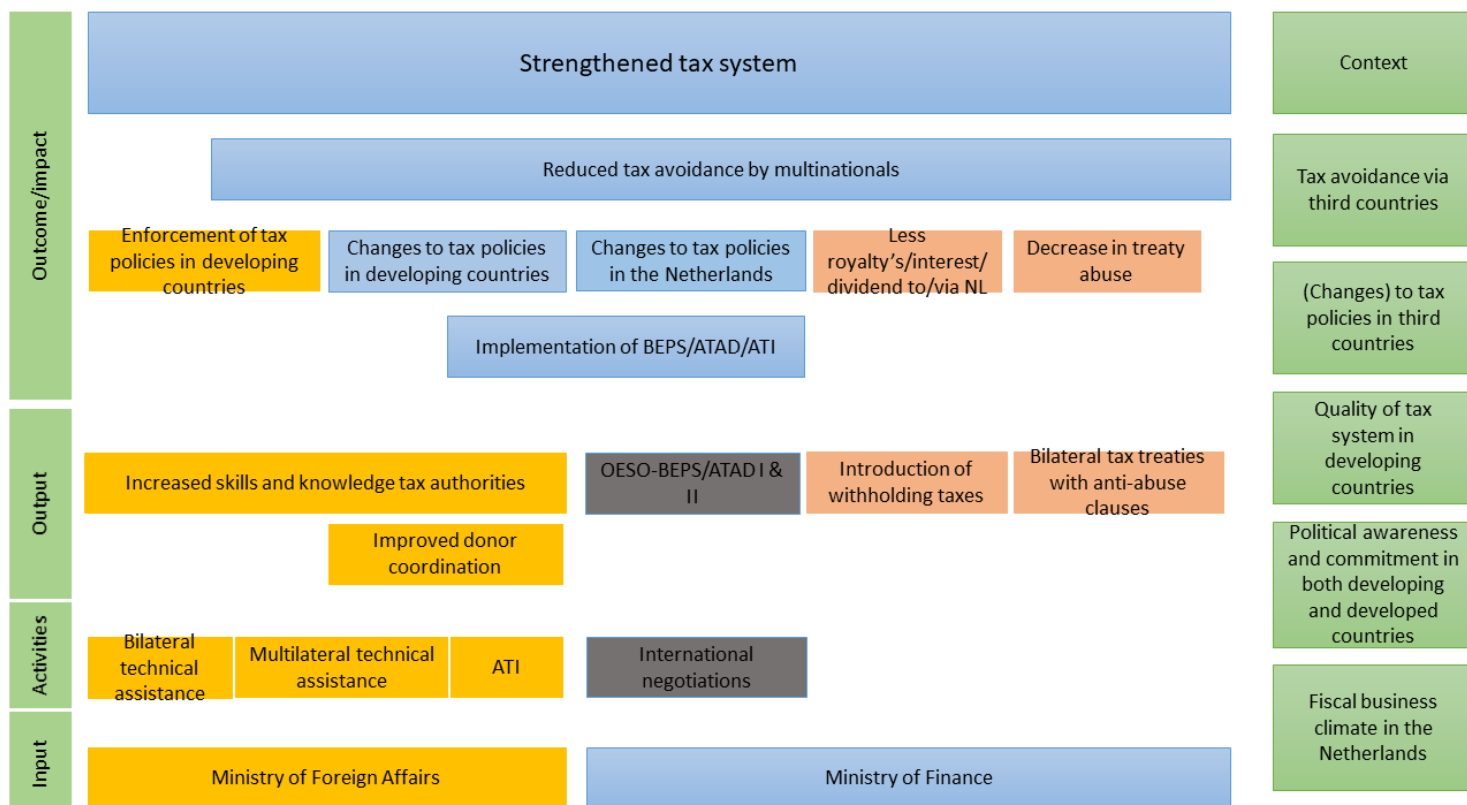 Outcome/impact
Strengthened tax system
Reduced tax avoidance by multinationals
Enforcement of tax
policies in developing
countries
Changes to tax policies
in developing countries
Changes to tax policies
in the Netherlands
Less
royalty's/interest/
dividend to/via NL
Decrease in treaty
abuse
Implementation of BEPS/ATAD/ATI
Output
Increased skills and knowledge tax authorities
OESO-BEPS/ATAD I &
II
Introduction of
withholding taxes
Bilateral tax treaties
with anti-abuse
clauses
Improved donor
coordination
Activities
Bilateral
technical
assistance
Multilateral technical
assistance
ATI
International
negotiations
Input
Ministry of Foreign Affairs
Ministry of Finance
Context
Tax avoidance via
third countries
(Changes) to tax
policies in third
countries
Quality of tax
system in
developing
countries
Political awareness
and commitment in
both developing
and developed
countries
Fiscal business
climate in the
Netherlands